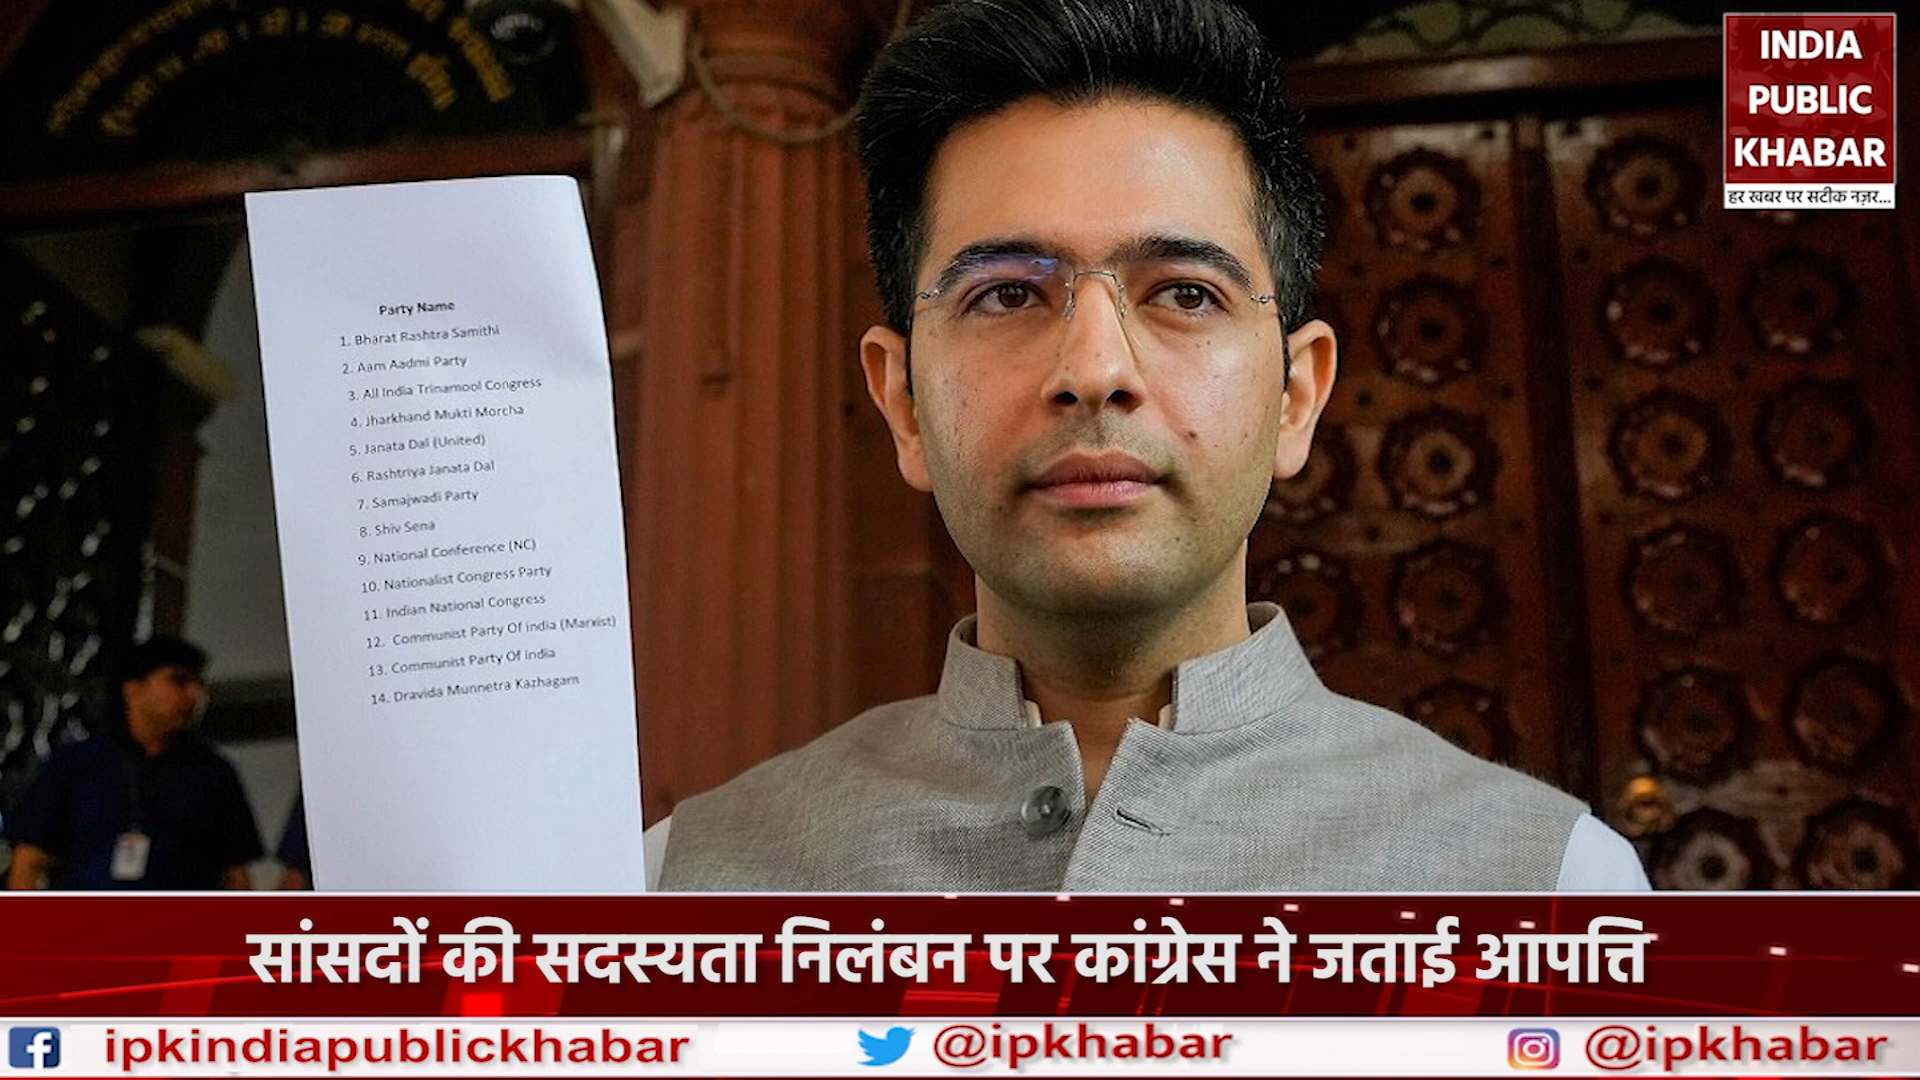 INDIA
PUBLIC
KHABAR
हर खबर पर सटीक नज़र...
Party Name
1. Bharat Rashtra Samithi
2. Aam Aadmi Party
3. All India Trinamool Congress
4. Jharkhand Mukti Morcha
5. Janata Dal (United)
6. Rashtriya Janata Dal
7. Samajwadi Party
8. Shiv Sena
9. National Conference (NC)
10. Nationalist Congress Party
11. Indian National Congress
12. Communist Party Of india (Marxist)
13. Communist Party Of india
14. Dravida Munnetra Kazhagam
सांसदों की सदस्यता निलंबन पर कांग्रेस ने जताई आपत्ति
ipkindiapublickhabar
@ipkhabar
@ipkhabar